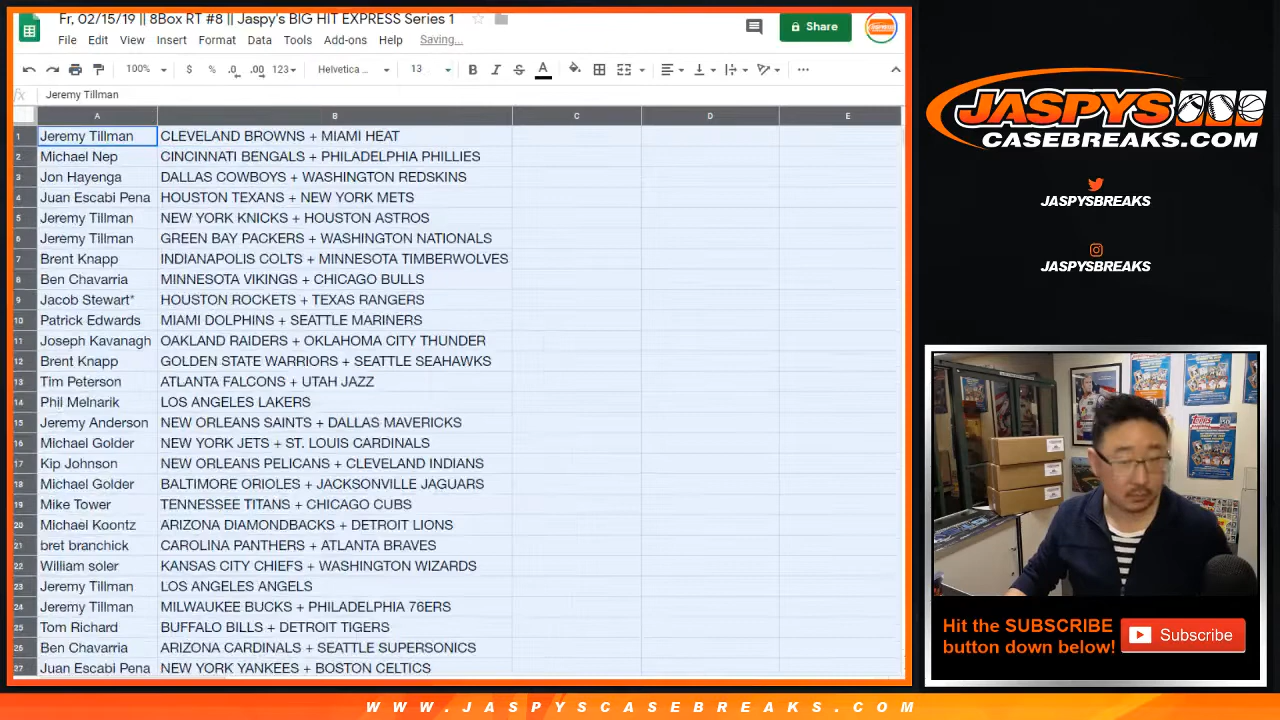 Fr, 02/15/19 || 8Box RT #8 || Jaspy's BIG HIT EXPRESS Series 1
File Edit View Insert Format Data Tools Add-ons Help Saving...
Share
100% $ % .0 .00 123 Helvetica ... 13 B I S A
fx Jeremy Tillman
A B C D E
1 Jeremy Tillman CLEVELAND BROWNS + MIAMI HEAT
2 Michael Nep CINCINNATI BENGALS + PHILADELPHIA PHILLIES
3 Jon Hayenga DALLAS COWBOYS + WASHINGTON REDSKINS
4 Juan Escabi Pena HOUSTON TEXANS + NEW YORK METS
5 Jeremy Tillman NEW YORK KNICKS + HOUSTON ASTROS
6 Jeremy Tillman GREEN BAY PACKERS + WASHINGTON NATIONALS
7 Brent Knapp INDIANAPOLIS COLTS + MINNESOTA TIMBERWOLVES
8 Ben Chavarria MINNESOTA VIKINGS + CHICAGO BULLS
9 Jacob Stewart* HOUSTON ROCKETS + TEXAS RANGERS
10 Patrick Edwards MIAMI DOLPHINS + SEATTLE MARINERS
11 Joseph Kavanagh OAKLAND RAIDERS + OKLAHOMA CITY THUNDER
12 Brent Knapp GOLDEN STATE WARRIORS + SEATTLE SEAHAWKS
13 Tim Peterson ATLANTA FALCONS + UTAH JAZZ
14 Phil Melnarik LOS ANGELES LAKERS
15 Jeremy Anderson NEW ORLEANS SAINTS + DALLAS MAVERICKS
16 Michael Golder NEW YORK JETS + ST. LOUIS CARDINALS
17 Kip Johnson NEW ORLEANS PELICANS + CLEVELAND INDIANS
18 Michael Golder BALTIMORE ORIOLES + JACKSONVILLE JAGUARS
19 Mike Tower TENNESSEE TITANS + CHICAGO CUBS
20 Michael Koontz ARIZONA DIAMONDBACKS + DETROIT LIONS
21 bret branchick CAROLINA PANTHERS + ATLANTA BRAVES
22 William soler KANSAS CITY CHIEFS + WASHINGTON WIZARDS
23 Jeremy Tillman LOS ANGELES ANGELS
24 Jeremy Tillman MILWAUKEE BUCKS + PHILADELPHIA 76ERS
25 Tom Richard BUFFALO BILLS + DETROIT TIGERS
26 Ben Chavarria ARIZONA CARDINALS + SEATTLE SUPERSONICS
27 Juan Escabi Pena NEW YORK YANKEES + BOSTON CELTICS
JASPYS
CASEBREAKS.COM
JASPYSBREAKS
JASPYSBREAKS
Topps
Hit the SUBSCRIBE
button down below!
Subscribe
WWW.JASPYSCASEBREAKS.COM